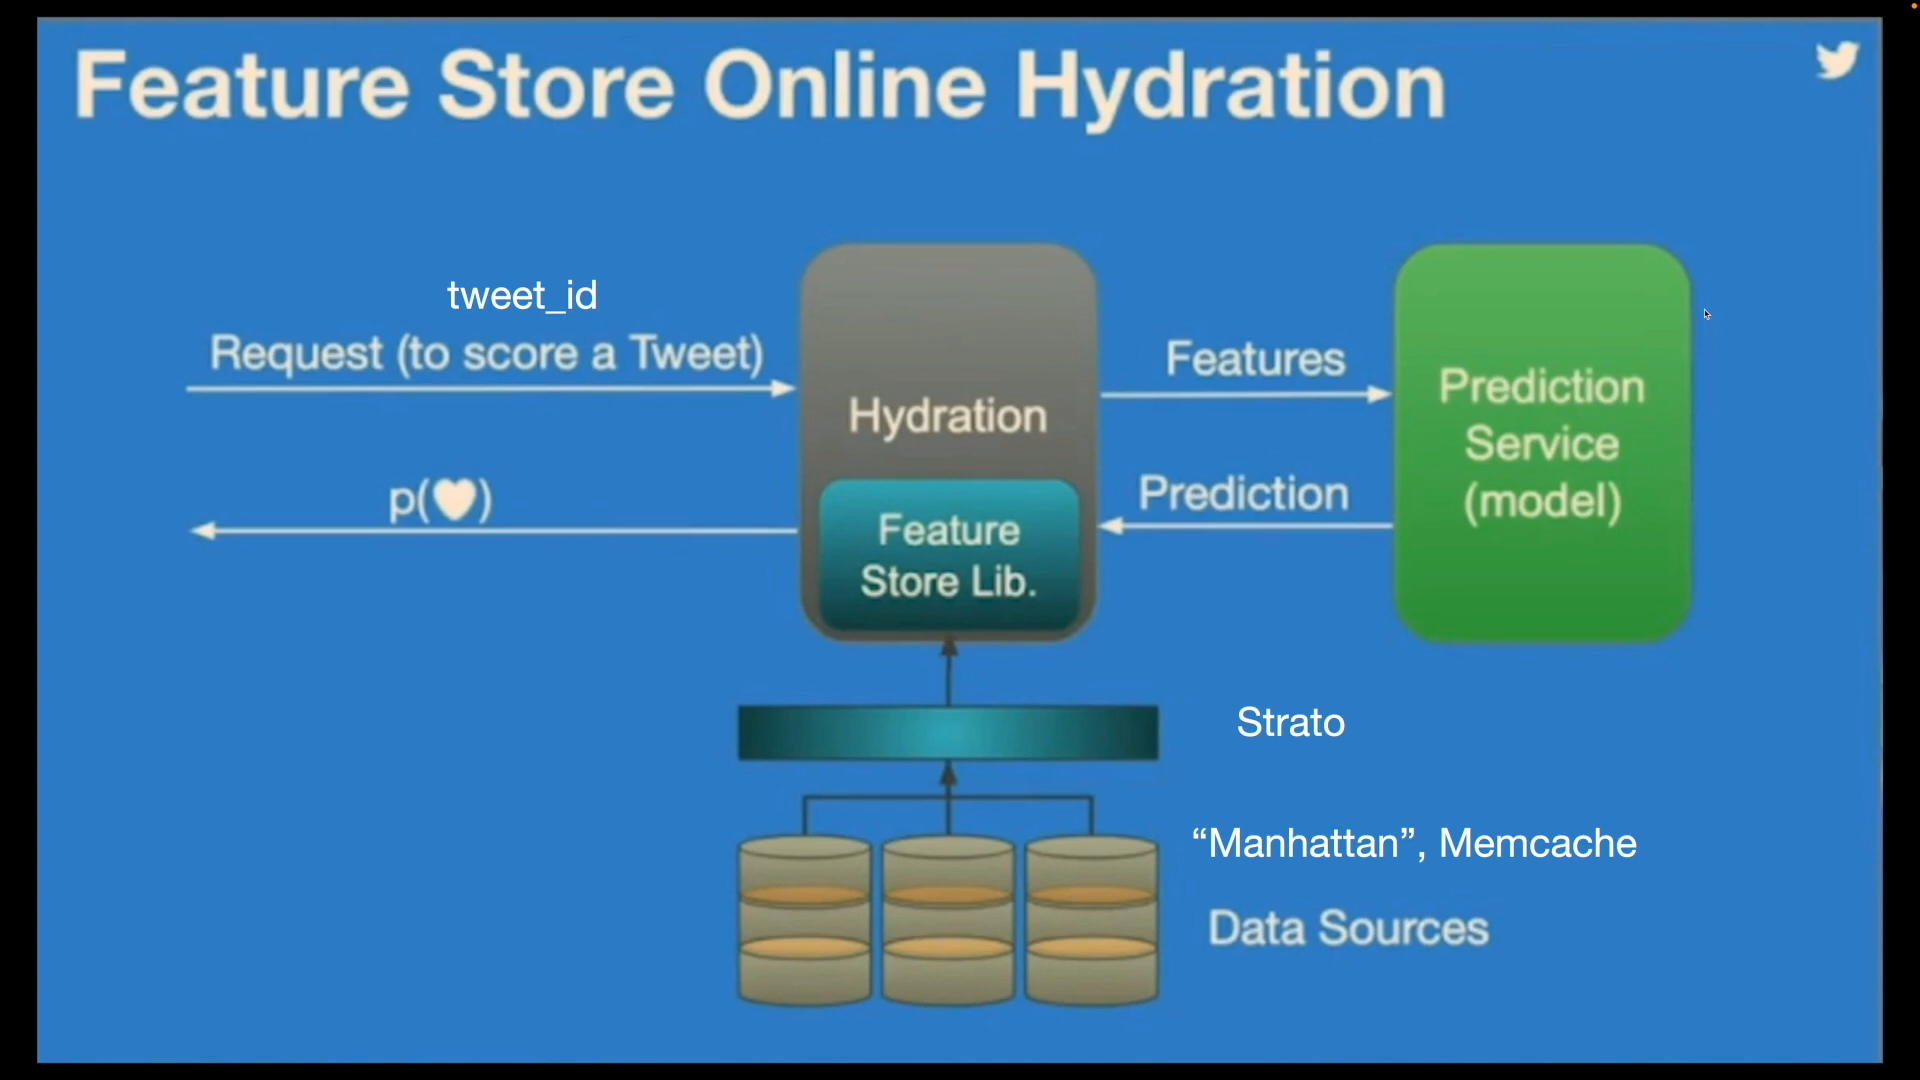 Feature Store Online Hydration
tweet_id
Request (to score a Tweet)
p(♥)
Hydration
Feature
Store Lib.
Features
Prediction
Prediction
Service
(model)
Strato
“Manhattan”, Memcache
Data Sources